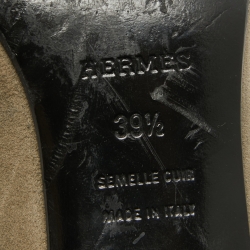 HERMES
39½
SEMELLE CUIR
MADE IN ITALY